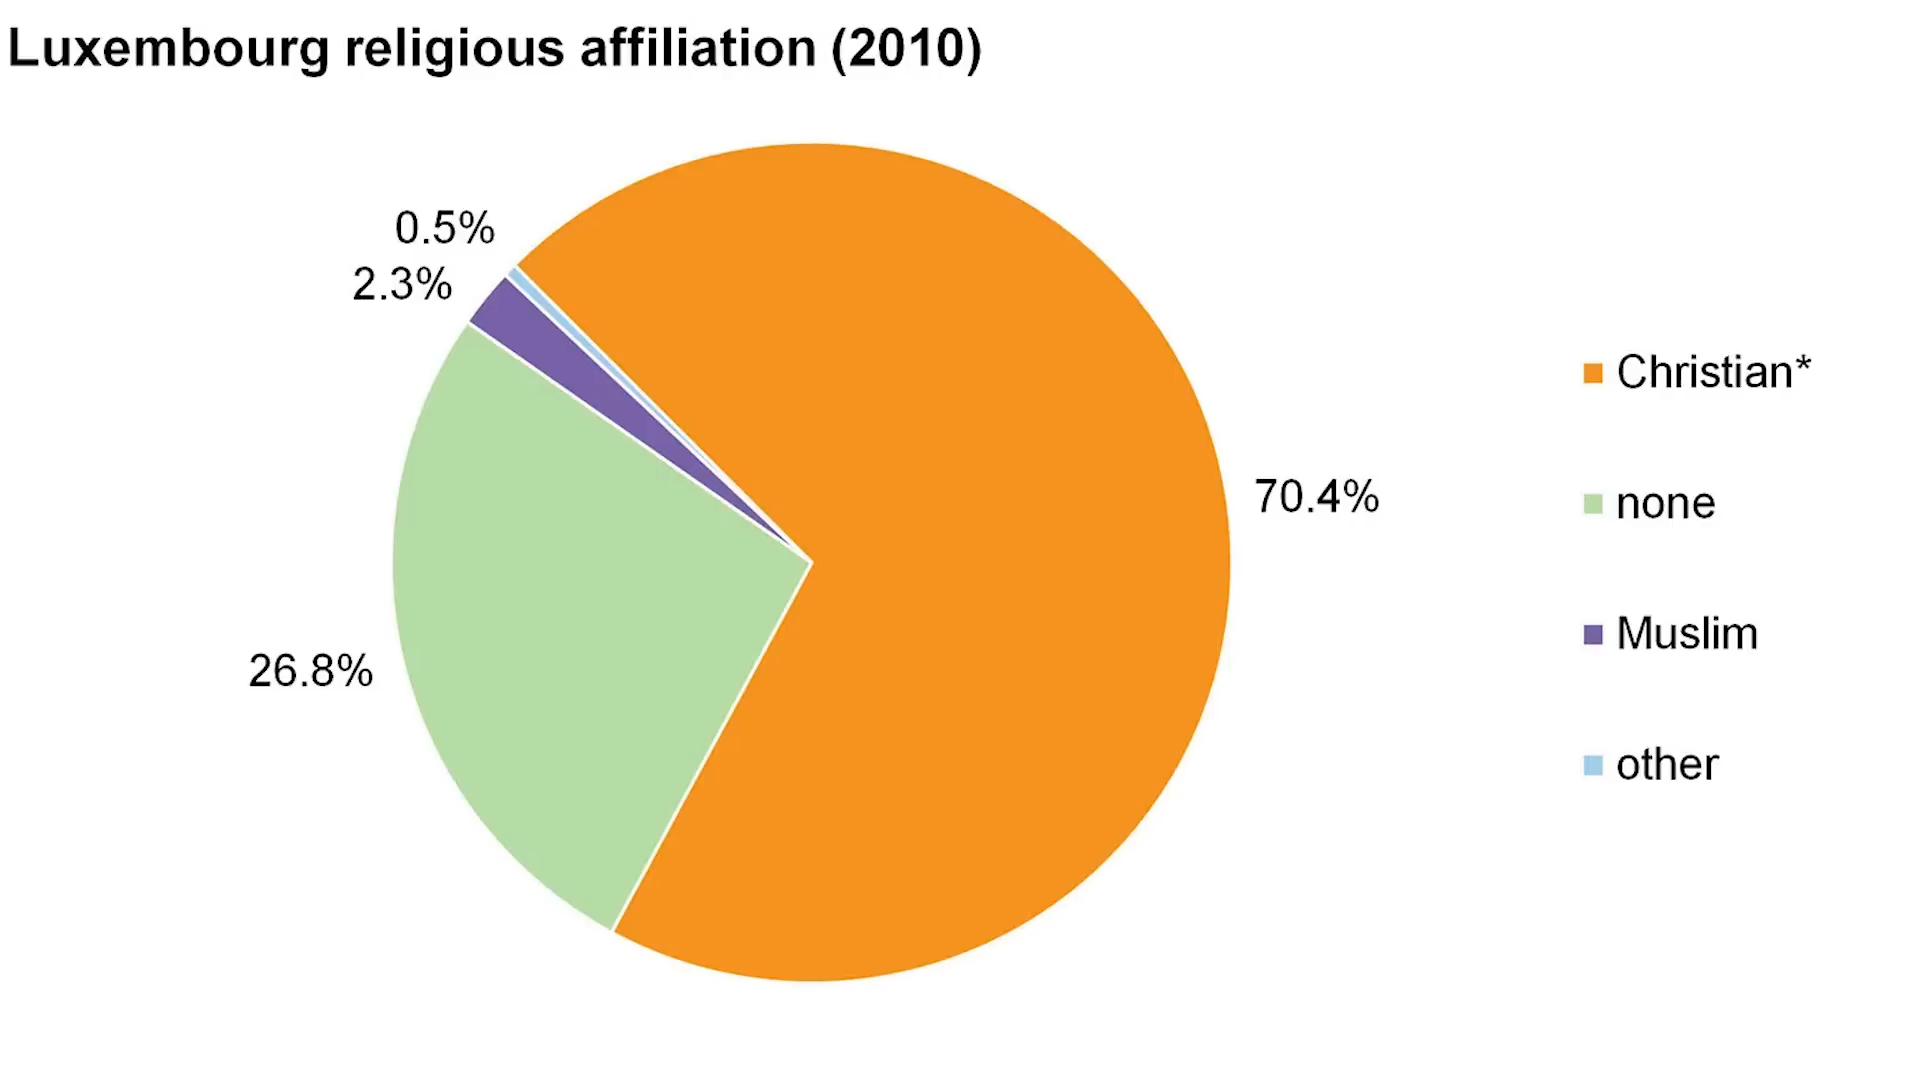 Luxembourg religious affiliation (2010)
0.5%
2.3%
70.4%
26.8%
Christian*
none
Muslim
other